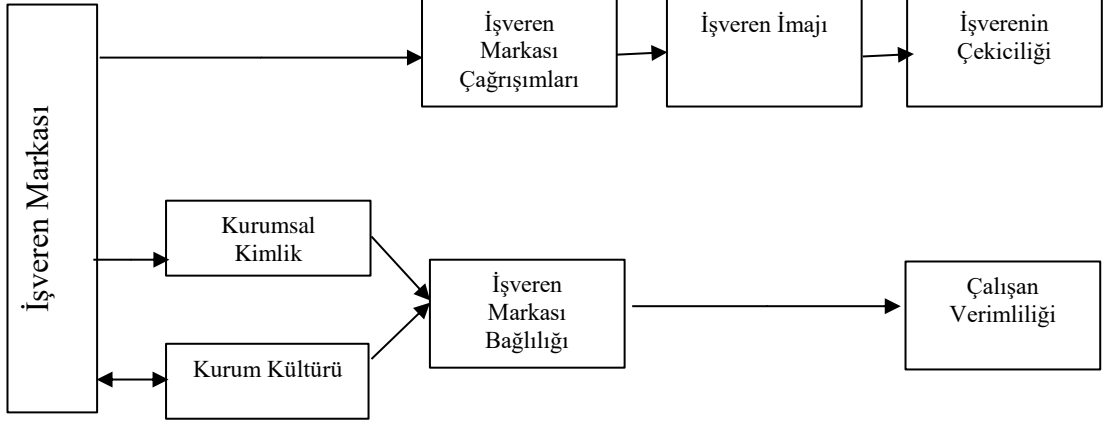 İşveren Markası
İşveren
Markası
Çağrışımları
İşveren İmajı
İşverenin
Çekiciliği
Kurumsal
Kimlik
Kurum Kültürü
İşveren
Markası
Bağlılığı
Çalışan
Verimliliği